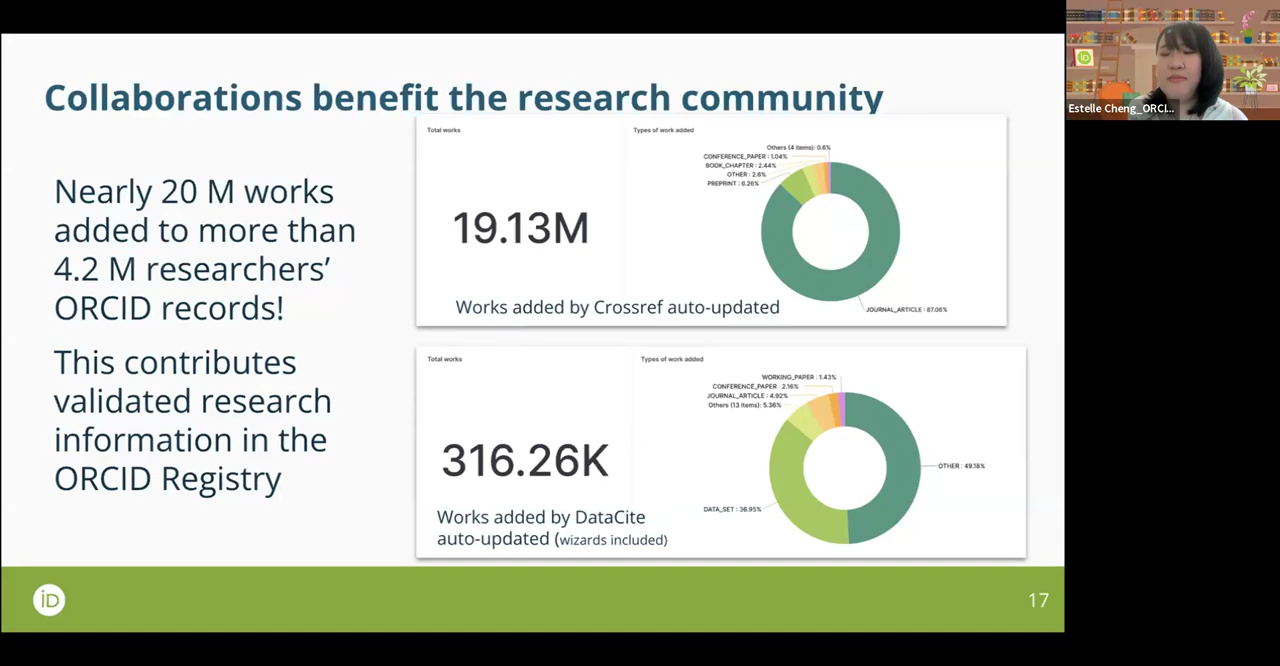 Collaborations benefit the research community
Nearly 20 M works
added to more than
4.2 M researchers’
ORCID records!
This contributes
validated research
information in the
ORCID Registry
Total works
19.13M
Works added by Crossref auto-updated
Types of work added
Others (4 items): 0.6%
CONFERENCE_PAPER : 1.04%
BOOK_CHAPTER : 2.44%
OTHER : 2.6%
PREPRINT : 6.26%
JOURNAL_ARTICLE : 87.06%
Total works
316.26K
Works added by DataCite
auto-updated (wizards included)
Types of work added
WORKING_PAPER : 1.43%
CONFERENCE_PAPER : 2.16%
JOURNAL_ARTICLE : 4.92%
Others (13 items): 5.36%
OTHER : 49.18%
DATA_SET : 36.95%
iD
17
iD
Estelle Cheng_ORCI...